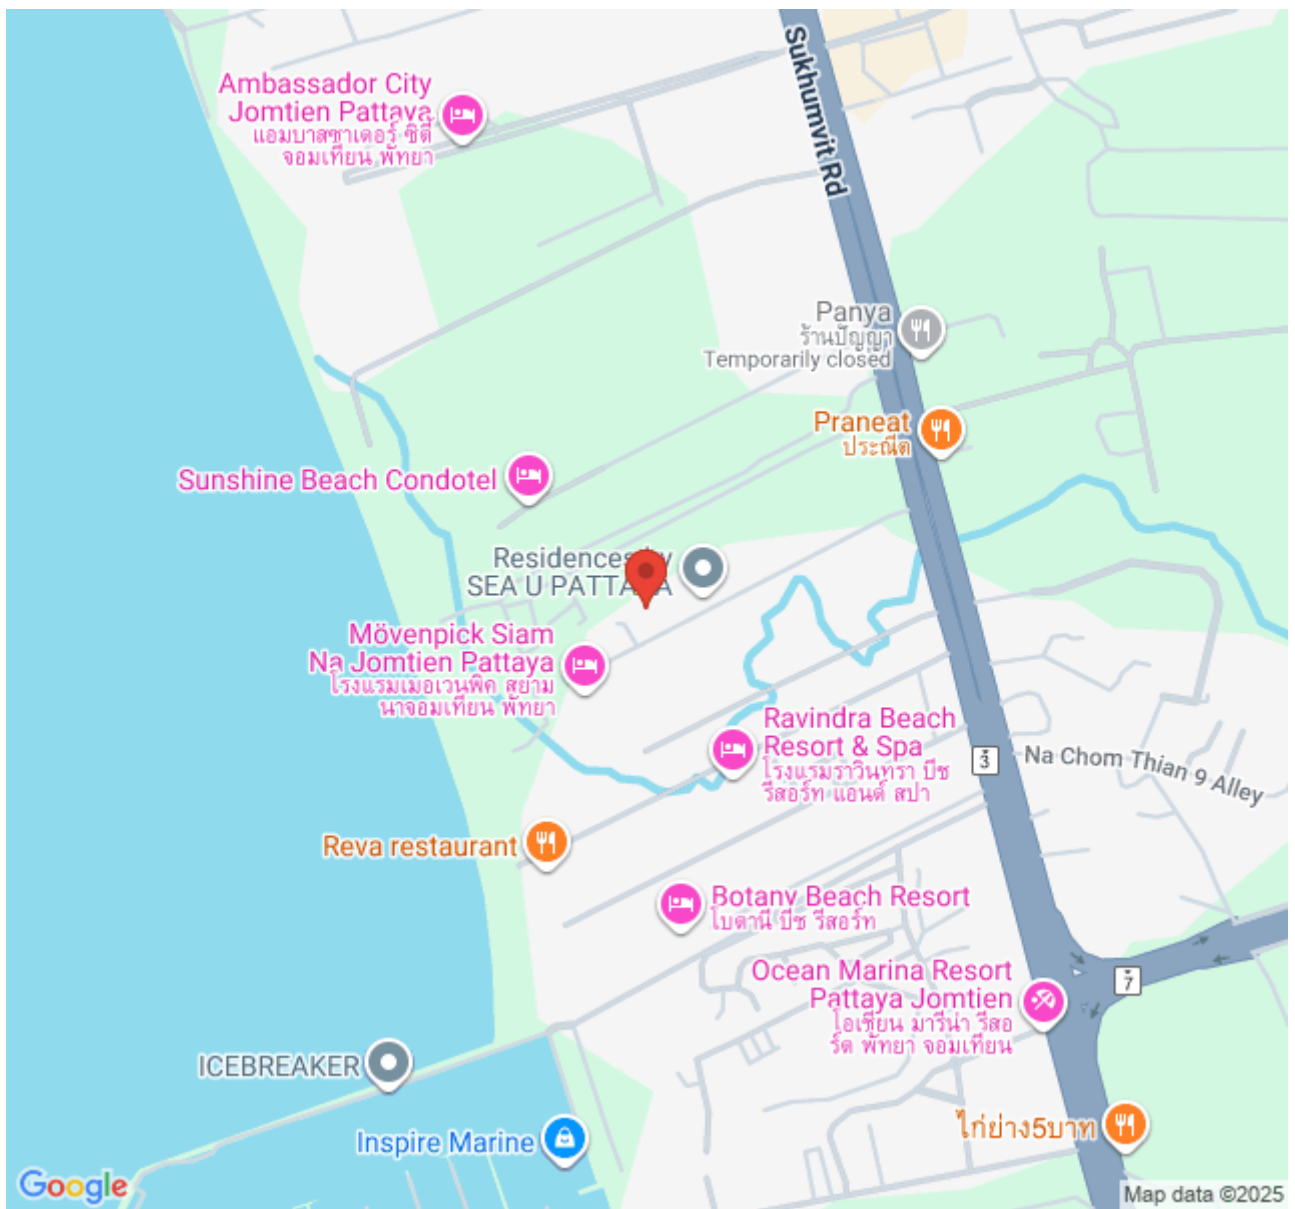 Sukhumvit Rd
Ambassador City
Jomtien Pattaya
แอมบาสซาเดอร์ ซิตี้
จอมเทียน พัทยา
Panya
ร้านปัญญา
Temporarily closed
Praneat
ประณีต
Sunshine Beach Condotel
Residences by
SEA U PATTAYA
Mövenpick Siam
Na Jomtien Pattaya
โรงแรมเมอเวนพิค สยาม
นาจอมเทียน พัทยา
Ravindra Beach
Resort & Spa
โรงแรมราวินทรา บีช
รีสอร์ท แอนด์ สปา
3
Na Chom Thian 9 Alley
Reva restaurant
Botany Beach Resort
โบตานี บีช รีสอร์ท
Ocean Marina Resort
Pattaya Jomtien
โอเชียน มารีน่า รีสอ
ร์ต พัทยา จอมเทียน
7
ICEBREAKER
Inspire Marine
ไก่ย่าง5บาท
Google
Map data ©2025